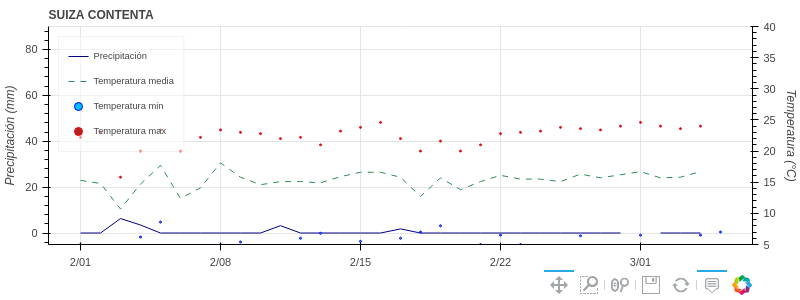 SUIZA CONTENTA
Precipitación
Temperatura media
Temperatura min
Temperatura max
Precipitación (mm)
80
60
40
20
0
Temperatura (°C)
40
35
30
25
20
15
10
5
2/01
2/08
2/15
2/22
3/01